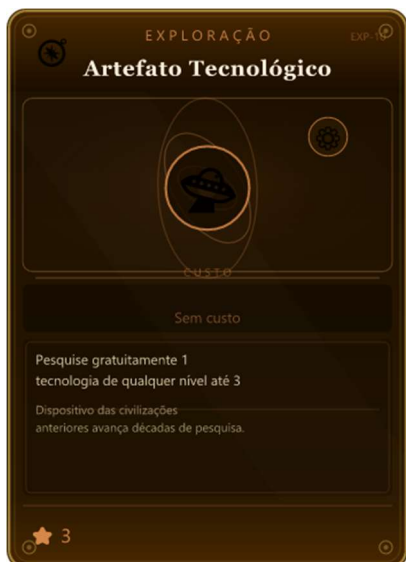 EXPLORAÇÃO
Artefato Tecnológico
CUSTO
Sem custo
Pesquise gratuitamente 1
tecnologia de qualquer nível até 3
Dispositivo das civilizações
anteriores avança décadas de pesquisa.
3